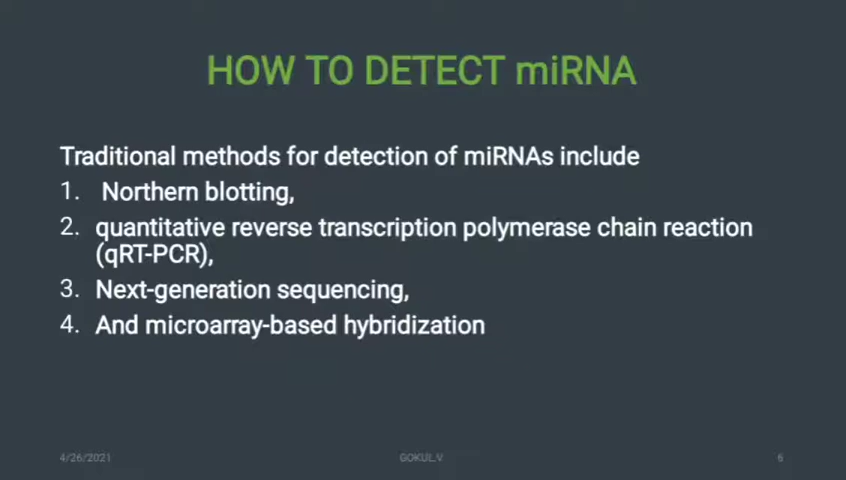 HOW TO DETECT miRNA
Traditional methods for detection of miRNAs include
1. Northern blotting,
2. quantitative reverse transcription polymerase chain reaction
(qRT-PCR),
3. Next-generation sequencing,
4. And microarray-based hybridization
4/26/2021 GOKUL.V 6